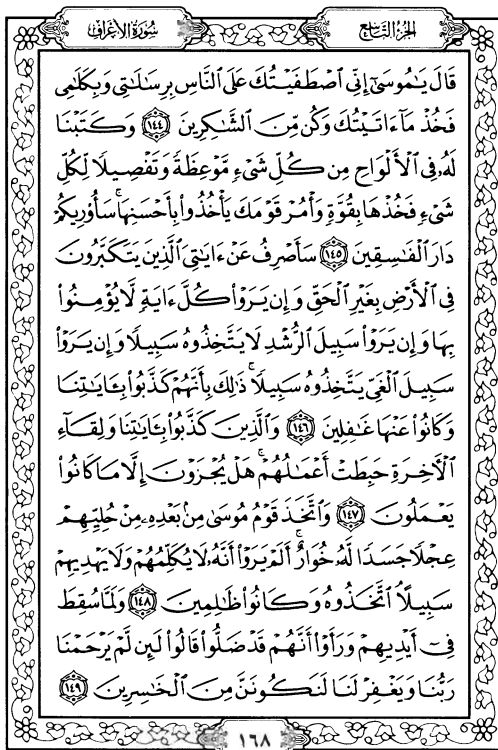 الجزء التاسع
سورة الأعراف
قَالَ يَٰمُوسَىٰٓ إِنِّي ٱصۡطَفَيۡتُكَ عَلَى ٱلنَّاسِ بِرِسَٰلَٰتِي وَبِكَلَٰمِي
فَخُذۡ مَآ ءَاتَيۡتُكَ وَكُن مِّنَ ٱلشَّٰكِرِينَ ١٤٤ وَكَتَبۡنَا
لَهُۥ فِي ٱلۡأَلۡوَاحِ مِن كُلِّ شَيۡءٖ مَّوۡعِظَةٗ وَتَفۡصِيلٗا لِّكُلِّ
شَيۡءٖ فَخُذۡهَا بِقُوَّةٖ وَأۡمُرۡ قَوۡمَكَ يَأۡخُذُواْ بِأَحۡسَنِهَاۚ سَأُوْرِيكُمۡ
دَارَ ٱلۡفَٰسِقِينَ ١٤٥ سَأَصۡرِفُ عَنۡ ءَايَٰتِيَ ٱلَّذِينَ يَتَكَبَّرُونَ
فِي ٱلۡأَرۡضِ بِغَيۡرِ ٱلۡحَقِّ وَإِن يَرَوۡاْ كُلَّ ءَايَةٖ لَّا يُؤۡمِنُواْ
بِهَا وَإِن يَرَوۡاْ سَبِيلَ ٱلرُّشۡدِ لَا يَتَّخِذُوهُ سَبِيلٗا وَإِن يَرَوۡاْ
سَبِيلَ ٱلۡغَيِّ يَتَّخِذُوهُ سَبِيلٗاۚ ذَٰلِكَ بِأَنَّهُمۡ كَذَّبُواْ بِـَٔايَٰتِنَا
وَكَانُواْ عَنۡهَا غَٰفِلِينَ ١٤٦ وَٱلَّذِينَ كَذَّبُواْ بِـَٔايَٰتِنَا وَلِقَآءِ
ٱلۡأٓخِرَةِ حَبِطَتۡ أَعۡمَٰلُهُمۡۚ هَلۡ يُجۡزَوۡنَ إِلَّا مَا كَانُواْ
يَعۡمَلُونَ ١٤٧ وَٱتَّخَذَ قَوۡمُ مُوسَىٰ مِنۢ بَعۡدِهِۦ مِنۡ حُلِيِّهِمۡ
عِجۡلٗا جَسَدٗا لَّهُۥ خُوَارٌۚ أَلَمۡ يَرَوۡاْ أَنَّهُۥ لَا يُكَلِّمُهُمۡ وَلَا يَهۡدِيهِمۡ
سَبِيلًاۘ ٱتَّخَذُوهُ وَكَانُواْ ظَٰلِمِينَ ١٤٨ وَلَمَّا سُقِطَ
فِيٓ أَيۡدِيهِمۡ وَرَأَوۡاْ أَنَّهُمۡ قَدۡ ضَلُّواْ قَالُواْ لَئِن لَّمۡ يَرۡحَمۡنَا
رَبُّنَا وَيَغۡفِرۡ لَنَا لَنَكُونَنَّ مِنَ ٱلۡخَٰسِرِينَ ١٤٩
١٦٨